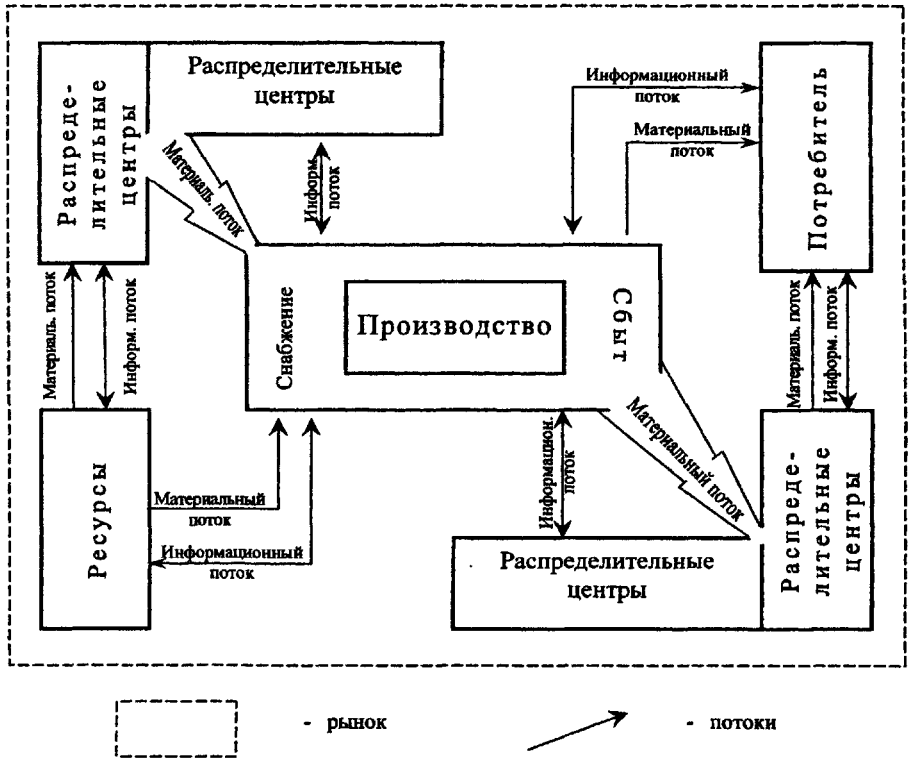 Распределительные
центры
Распреде-
лительные
центры
Материаль. поток
Информ.
поток
Информационный
поток
Материальный
поток
Потребитель
Материаль. поток
Информ. поток
Снабжение
Производство
Сбыт
Материаль. поток
Информ. поток
Ресурсы
Материальный
поток
Информационный
поток
Информацион.
поток
Материальный поток
Распределительные
центры
Распреде-
лительные
центры
- рынок
- потоки